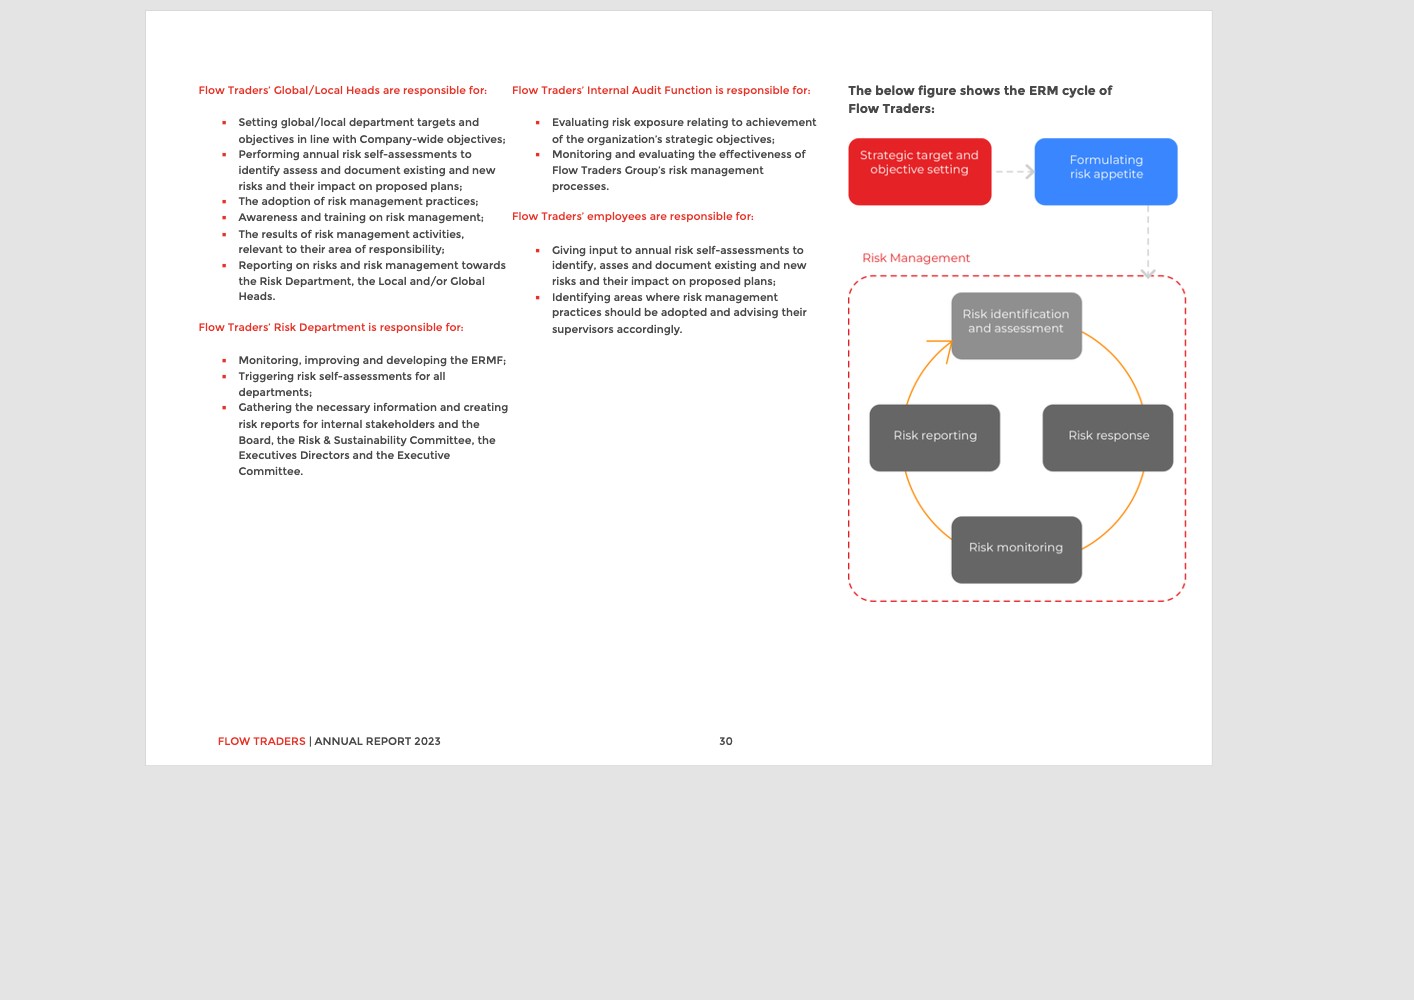 Flow Traders' Global/Local Heads are responsible for:
▪ Setting global/local department targets and
objectives in line with Company-wide objectives;
▪ Performing annual risk self-assessments to
identify assess and document existing and new
risks and their impact on proposed plans;
▪ The adoption of risk management practices;
▪ Awareness and training on risk management;
▪ The results of risk management activities,
relevant to their area of responsibility;
▪ Reporting on risks and risk management towards
the Risk Department, the Local and/or Global
Heads.
Flow Traders' Risk Department is responsible for:
▪ Monitoring, improving and developing the ERMF;
▪ Triggering risk self-assessments for all
departments;
▪ Gathering the necessary information and creating
risk reports for internal stakeholders and the
Board, the Risk & Sustainability Committee, the
Executives Directors and the Executive
Committee.
Flow Traders' Internal Audit Function is responsible for:
▪ Evaluating risk exposure relating to achievement
of the organization's strategic objectives;
▪ Monitoring and evaluating the effectiveness of
Flow Traders Group's risk management
processes.
Flow Traders' employees are responsible for:
▪ Giving input to annual risk self-assessments to
identify, asses and document existing and new
risks and their impact on proposed plans;
▪ Identifying areas where risk management
practices should be adopted and advising their
supervisors accordingly.
The below figure shows the ERM cycle of
Flow Traders:
Strategic target and
objective setting
Formulating
risk appetite
Risk Management
Risk identification
and assessment
Risk reporting
Risk response
Risk monitoring
FLOW TRADERS | ANNUAL REPORT 2023
30